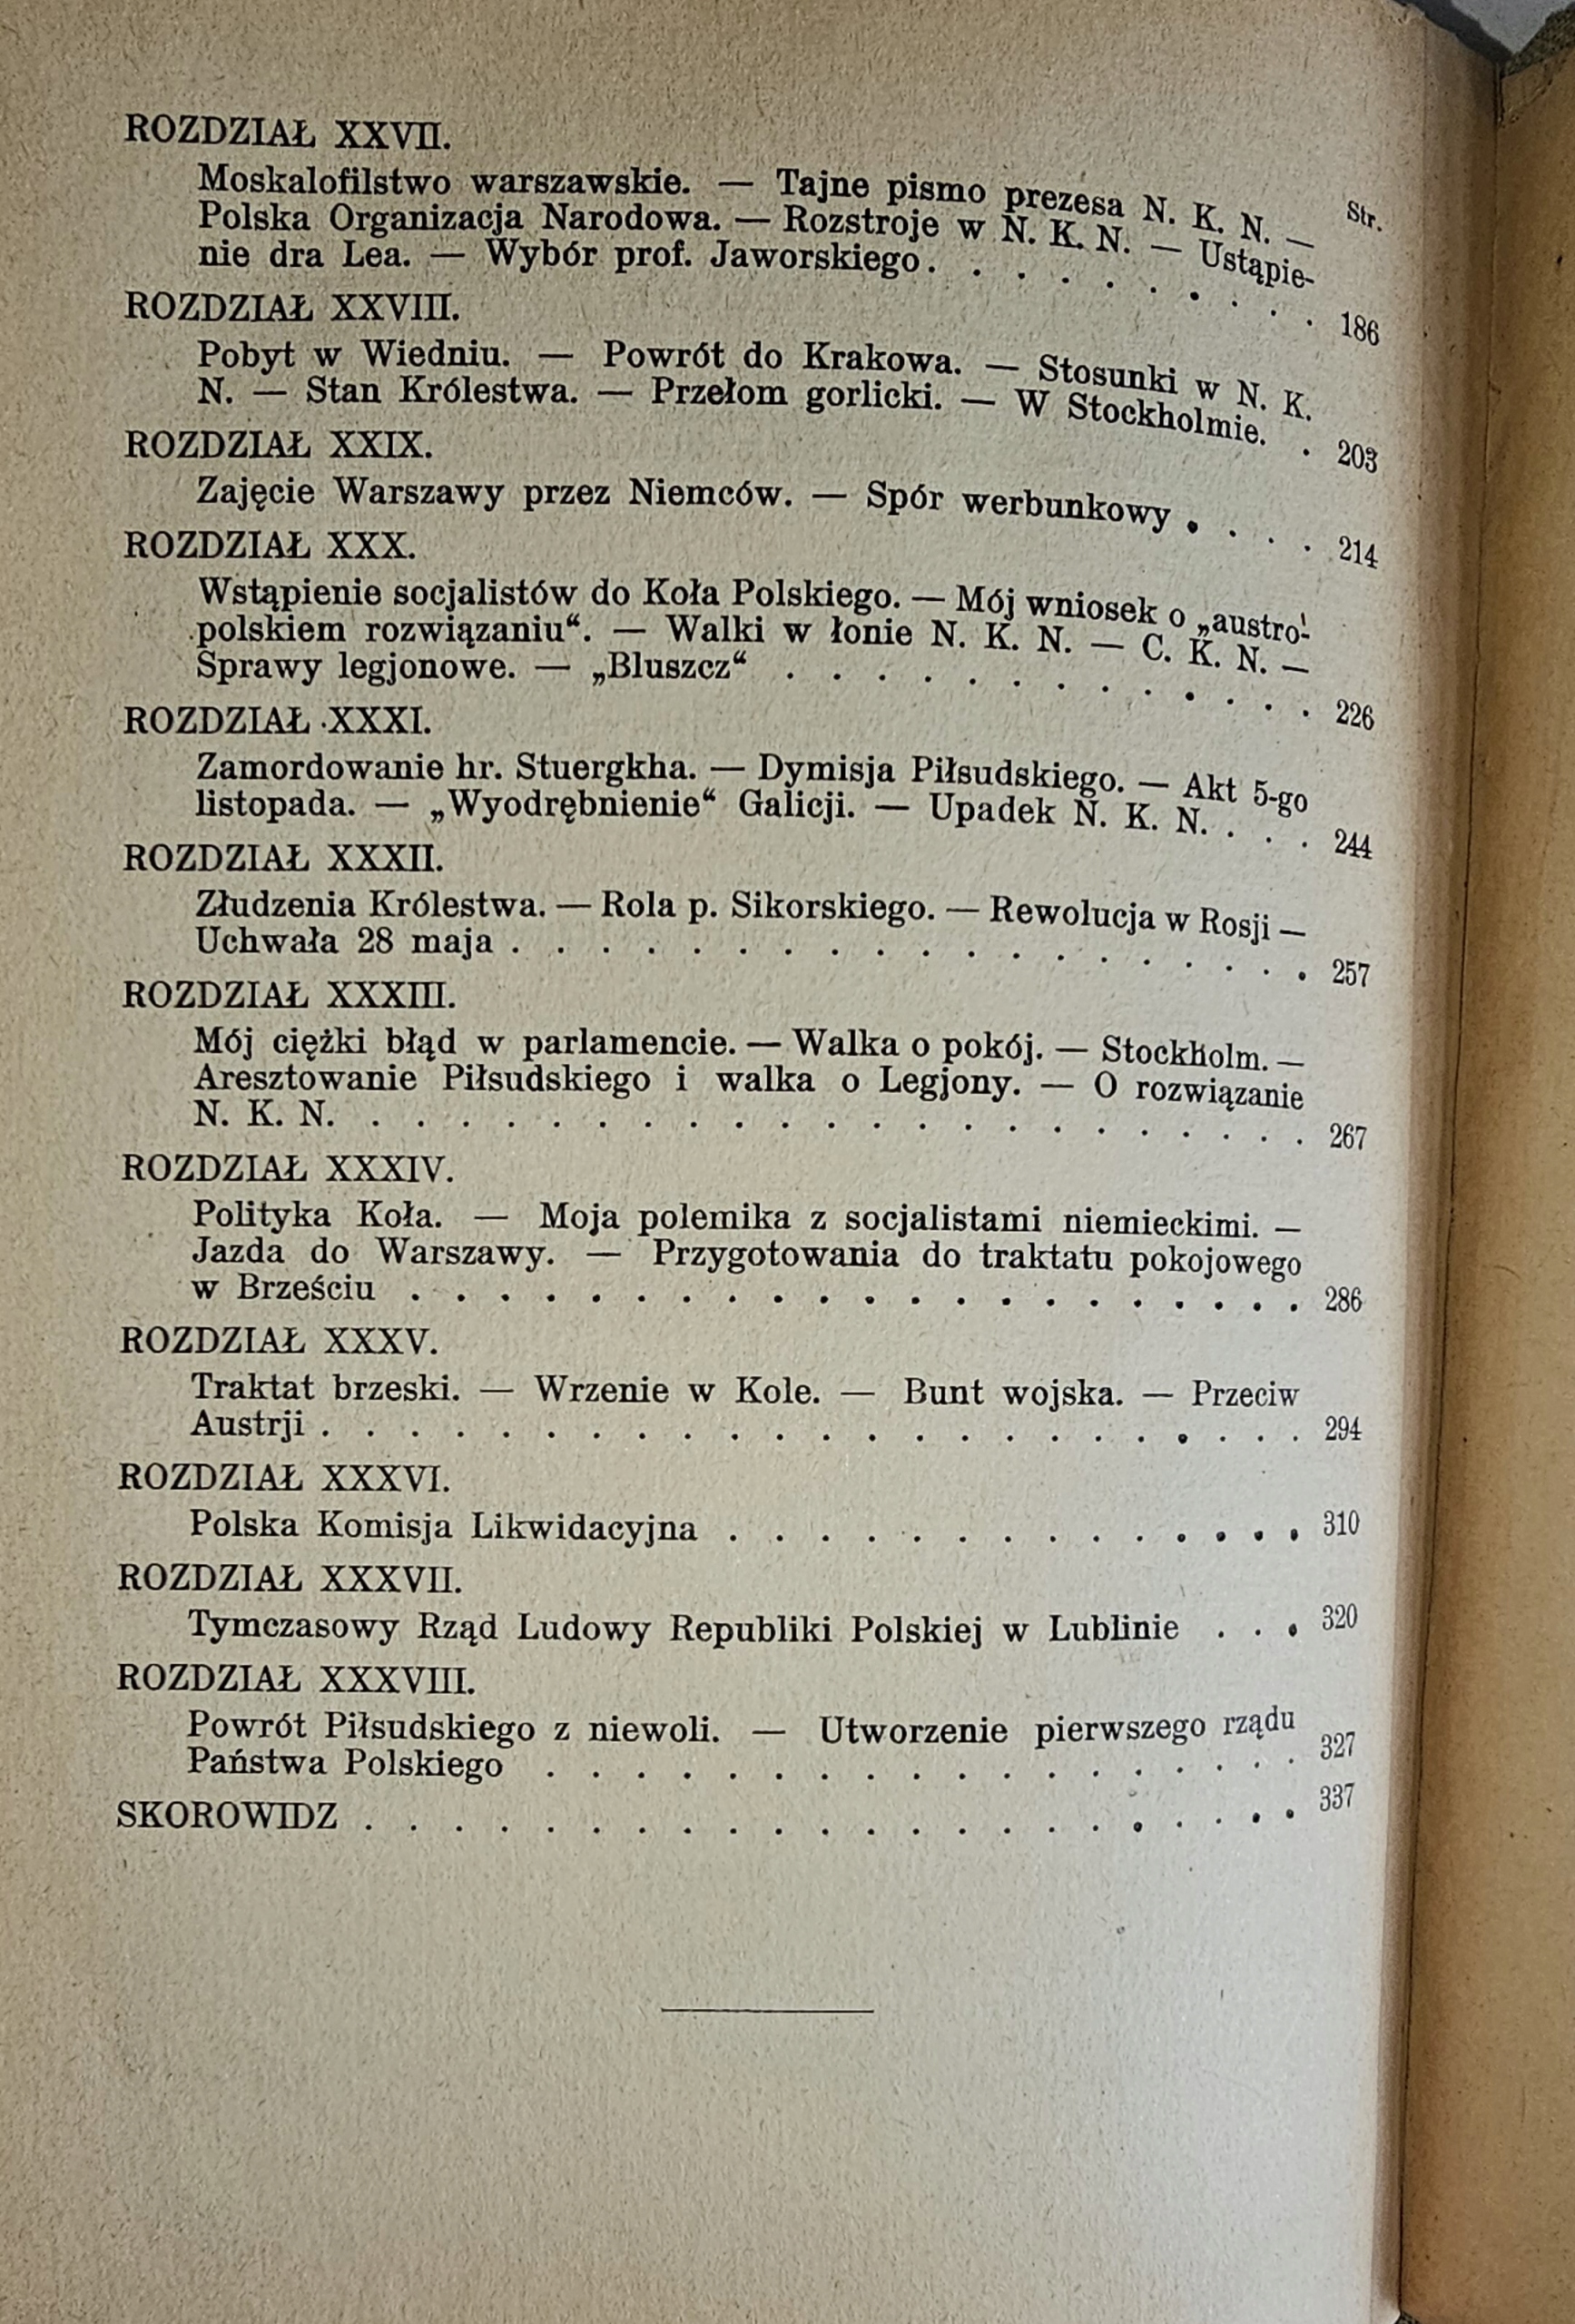 ROZDZIAŁ XXVII.
Str.
Moskalofilstwo warszawskie. — Tajne pismo prezesa N. K. N. —
Polska Organizacja Narodowa. — Rozstroje w N. K. N. — Ustąpie-
nie dra Lea. — Wybór prof. Jaworskiego. . . . . . . . . . 186
ROZDZIAŁ XXVIII.
Pobyt w Wiedniu. — Powrót do Krakowa. — Stosunki w N. K.
N. — Stan Królestwa. — Przełom gorlicki. — W Stockholmie. . 203
ROZDZIAŁ XXIX.
Zajęcie Warszawy przez Niemców. — Spór werbunkowy . . . . 214
ROZDZIAŁ XXX.
Wstąpienie socjalistów do Koła Polskiego. — Mój wniosek o „austro-
polskiem rozwiązaniu“. — Walki w łonie N. K. N. — C. K. N. —
Sprawy legjonowe. — „Bluszcz“ . . . . . . . . . . . . . 226
ROZDZIAŁ XXXI.
Zamordowanie hr. Stuergkha. — Dymisja Piłsudskiego. — Akt 5-go
listopada. — „Wyodrębnienie“ Galicji. — Upadek N. K. N. . . . 244
ROZDZIAŁ XXXII.
Złudzenia Królestwa. — Rola p. Sikorskiego. — Rewolucja w Rosji —
Uchwała 28 maja . . . . . . . . . . . . . . . . . . . 257
ROZDZIAŁ XXXIII.
Mój ciężki błąd w parlamencie. — Walka o pokój. — Stockholm. —
Aresztowanie Piłsudskiego i walka o Legjony. — O rozwiązanie
N. K. N. . . . . . . . . . . . . . . . . . . . . . . 267
ROZDZIAŁ XXXIV.
Polityka Koła. — Moja polemika z socjalistami niemieckimi. —
Jazda do Warszawy. — Przygotowania do traktatu pokojowego
w Brześciu . . . . . . . . . . . . . . . . . . . . . 286
ROZDZIAŁ XXXV.
Traktat brzeski. — Wrzenie w Kole. — Bunt wojska. — Przeciw
Austrji . . . . . . . . . . . . . . . . . . . . . . . 294
ROZDZIAŁ XXXVI.
Polska Komisja Likwidacyjna . . . . . . . . . . . . . . 310
ROZDZIAŁ XXXVII.
Tymczasowy Rząd Ludowy Republiki Polskiej w Lublinie . . . 320
ROZDZIAŁ XXXVIII.
Powrót Piłsudskiego z niewoli. — Utworzenie pierwszego rządu
Państwa Polskiego . . . . . . . . . . . . . . . . . . 327
SKOROWIDZ . . . . . . . . . . . . . . . . . . . . . . 337